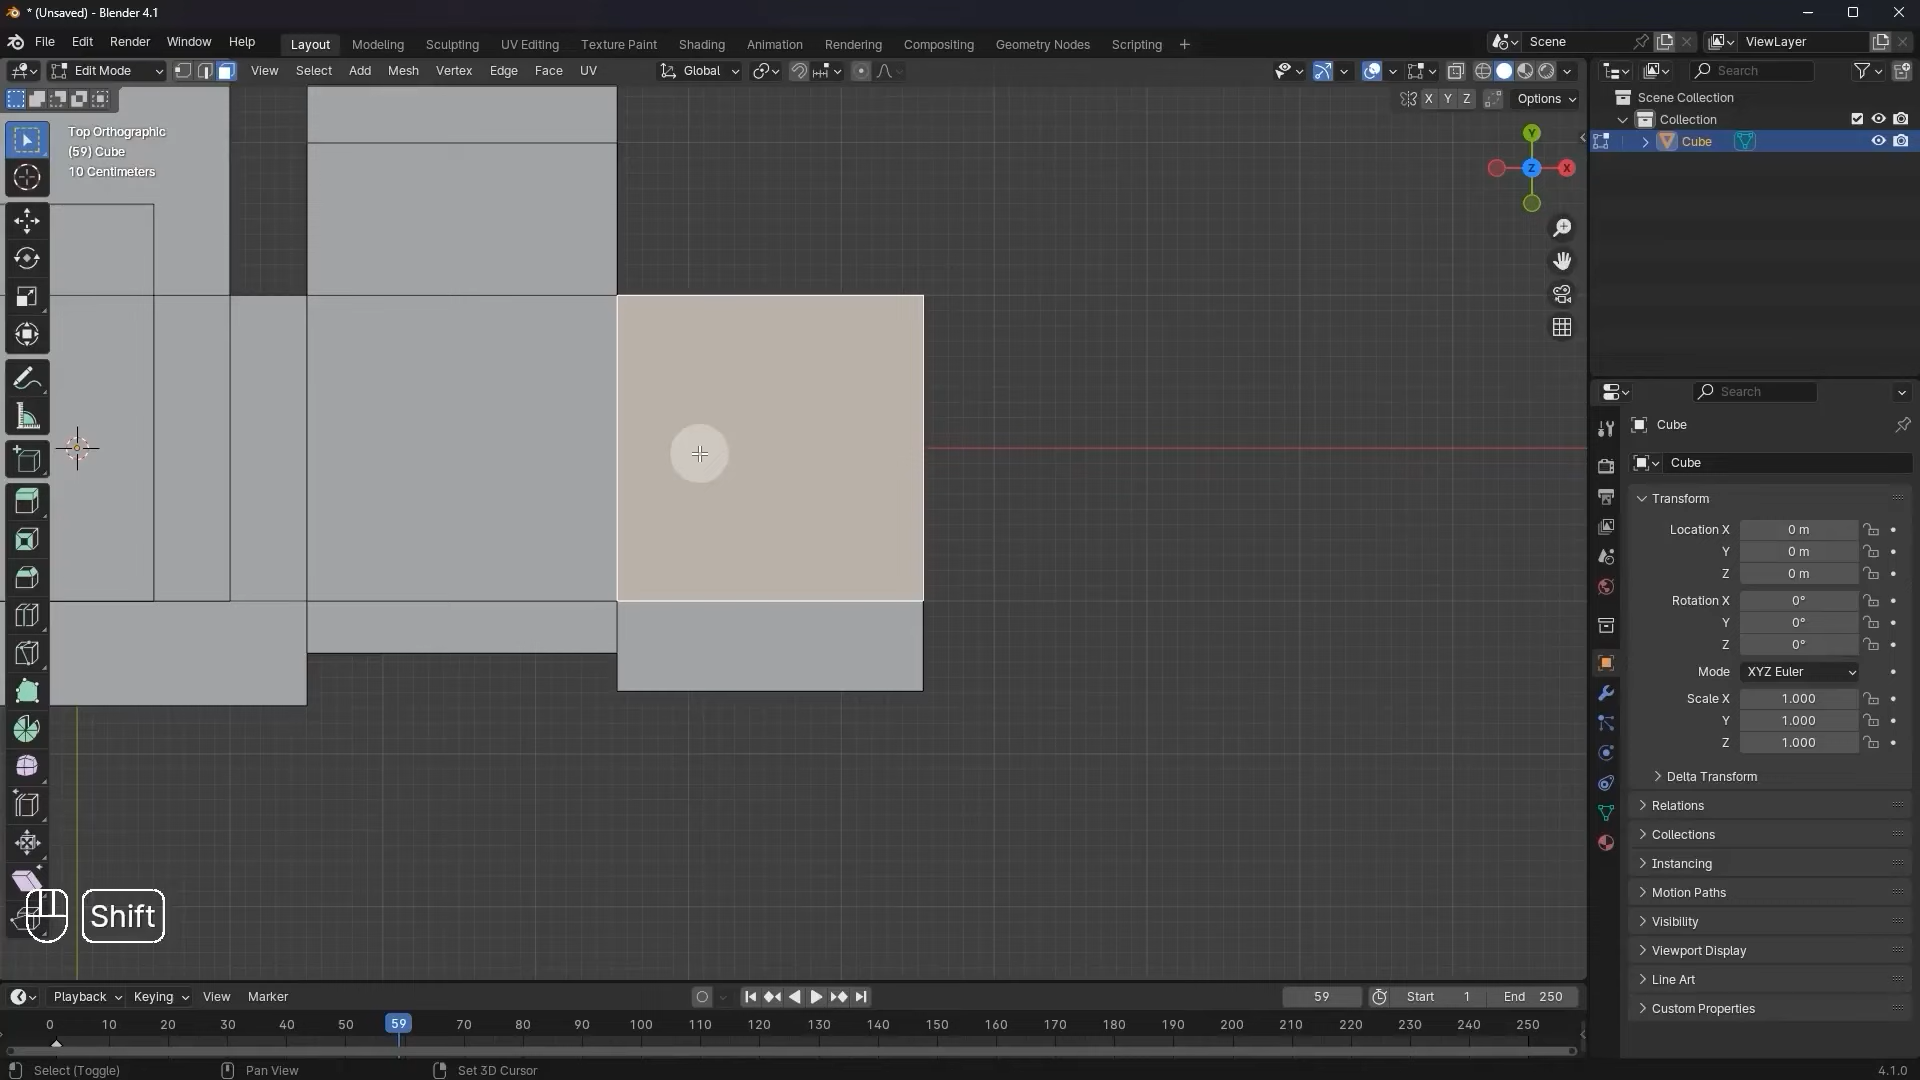 * (Unsaved) - Blender 4.1
File Edit Render Window Help Layout Modeling Sculpting UV Editing Texture Paint Shading Animation Rendering Compositing Geometry Nodes Scripting + Scene ViewLayer
Edit Mode View Select Add Mesh Vertex Edge Face UV Global Search
X Y Z Options
Scene Collection
Collection
Cube
Top Orthographic
(59) Cube
10 Centimeters
Y
Z X
Search
Cube
Cube
Transform
Location X 0 m
Y 0 m
Z 0 m
Rotation X 0°
Y 0°
Z 0°
Mode XYZ Euler
Scale X 1.000
Y 1.000
Z 1.000
Delta Transform
Relations
Collections
Instancing
Motion Paths
Visibility
Viewport Display
Line Art
Custom Properties
Shift
Playback Keying View Marker 59 Start 1 End 250
0 10 20 30 40 50 59 70 80 90 100 110 120 130 140 150 160 170 180 190 200 210 220 230 240 250
Select (Toggle) Pan View Set 3D Cursor 4.1.0